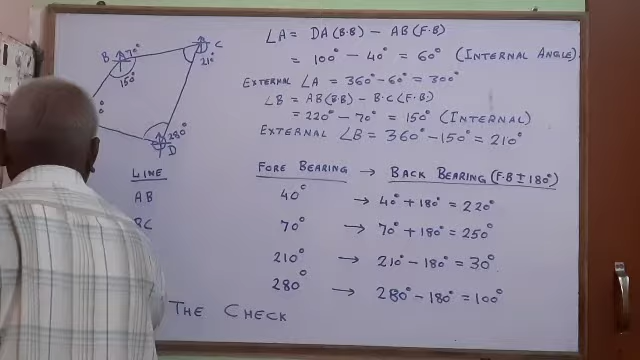 B 70° C
150° 21°
280°
D
∠A = DA (B.B) − AB (F.B)
= 100° − 40° = 60° (INTERNAL ANGLE).
EXTERNAL ∠A = 360° − 60° = 300°
∠B = AB (B.B) − B.C (F.B)
= 220° − 70° = 150° (INTERNAL)
EXTERNAL ∠B = 360° − 150° = 210°
LINE FORE BEARING → BACK BEARING (F.B ± 180°)
AB 40° → 40° + 180° = 220°
BC 70° → 70° + 180° = 250°
210° → 210° − 180° = 30°
280° → 280° − 180° = 100°
THE CHECK